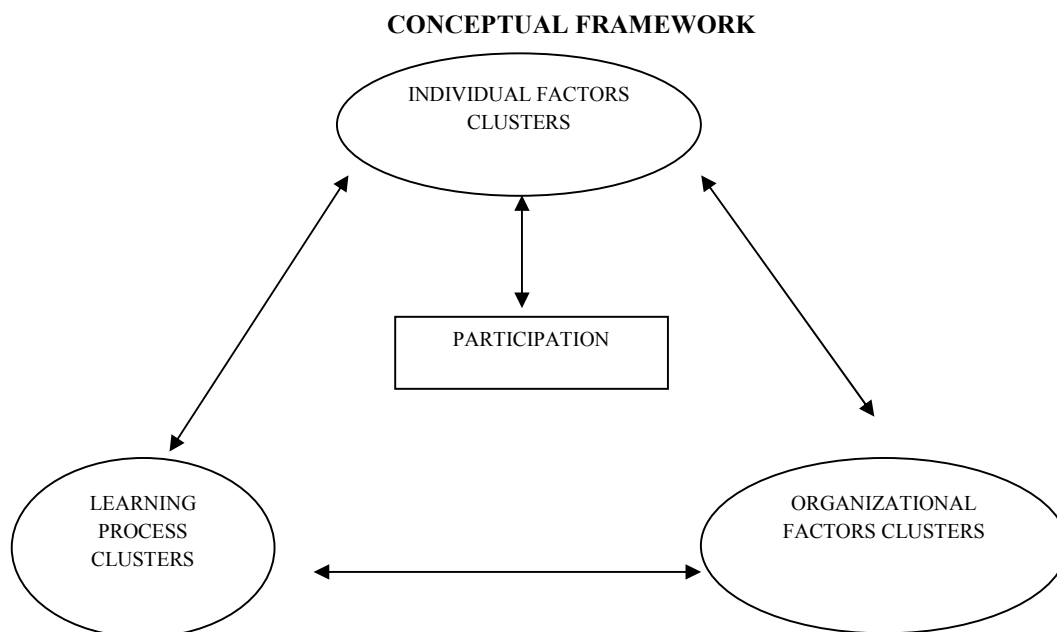 CONCEPTUAL FRAMEWORK
INDIVIDUAL FACTORS
CLUSTERS
PARTICIPATION
LEARNING
PROCESS
CLUSTERS
ORGANIZATIONAL
FACTORS CLUSTERS